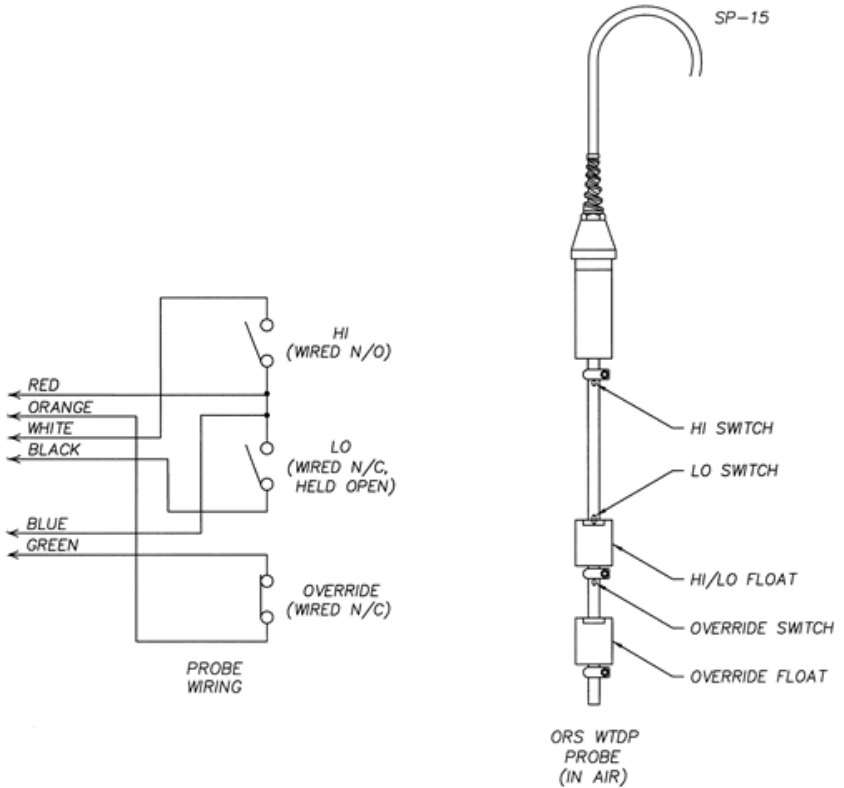 SP-15
HI
(WIRED N/O)
RED
ORANGE
WHITE
BLACK
LO
(WIRED N/C,
HELD OPEN)
BLUE
GREEN
OVERRIDE
(WIRED N/C)
PROBE
WIRING
HI SWITCH
LO SWITCH
HI/LO FLOAT
OVERRIDE SWITCH
OVERRIDE FLOAT
ORS WTDP
PROBE
(IN AIR)